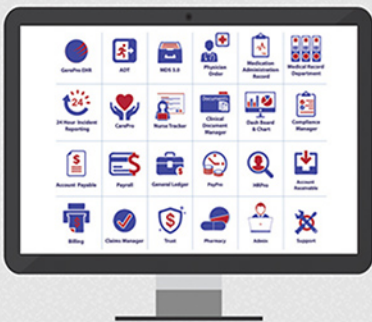 GeroPro EHR
ADT
MDS 3.0
Physician
Order
Medication
Administration
Record
Medical Record
Department
24 Hour Incident
Reporting
CarePro
Nurse Tracker
Clinical
Document
Manager
Dash Board
& Chart
Compliance
Manager
Account Payable
Payroll
General Ledger
PayPro
HRPro
Account
Receivable
Billing
Claims Manager
Trust
Pharmacy
Admin
Support